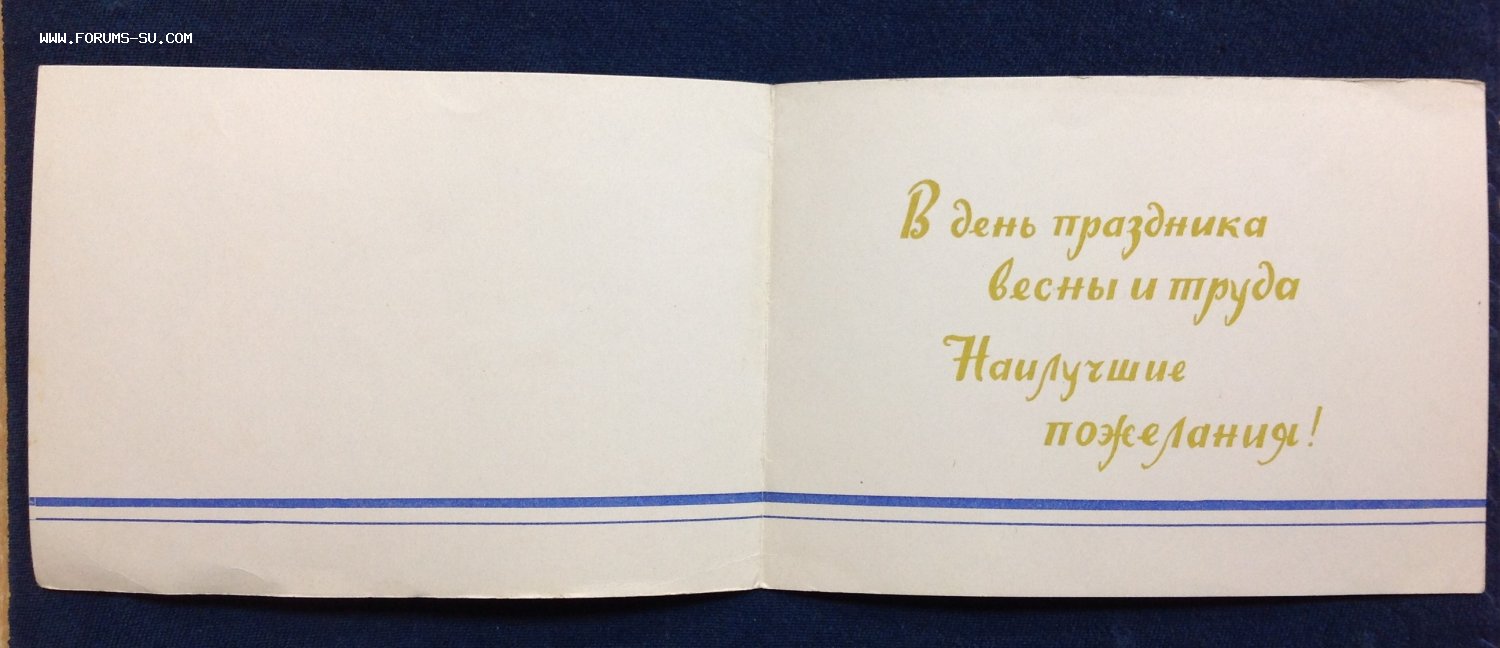 WWW.FORUMS-SU.COM
В день праздника
весны и труда
Наилучшие
пожелания!